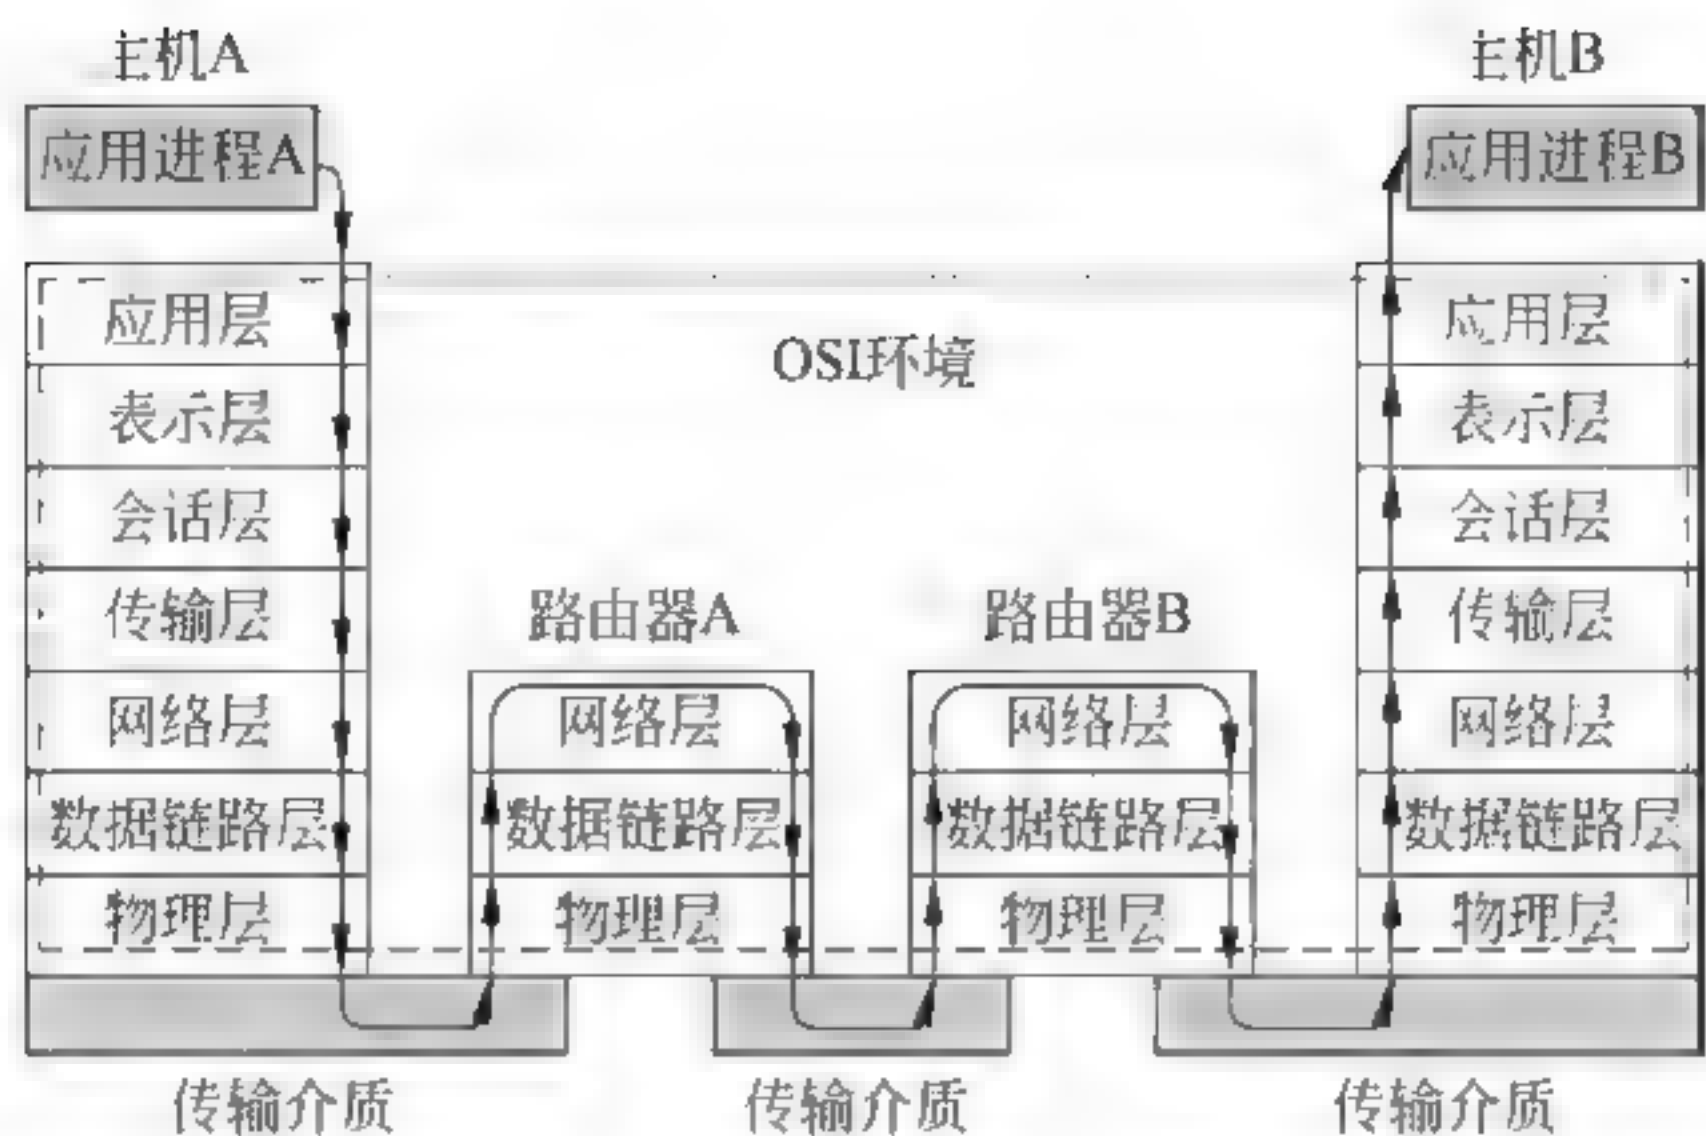 主机A
主机B
应用进程A
应用进程B
应用层
OSI环境
应用层
表示层
表示层
会话层
会话层
传输层
路由器A
路由器B
传输层
网络层
网络层
网络层
网络层
数据链路层
数据链路层
数据链路层
数据链路层
物理层
物理层
物理层
物理层
传输介质
传输介质
传输介质